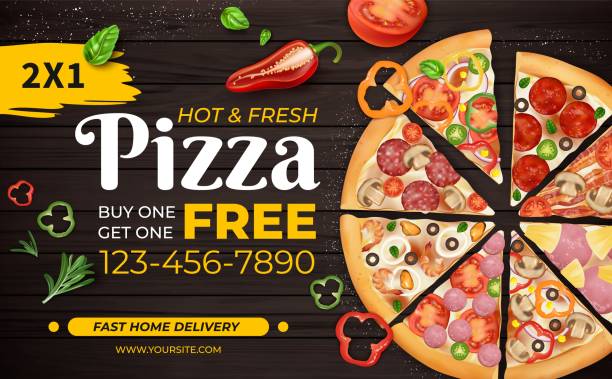 2X1
HOT & FRESH
Pizza
BUY ONE
GET ONE
FREE
123-456-7890
FAST HOME DELIVERY
WWW.YOURSITE.COM